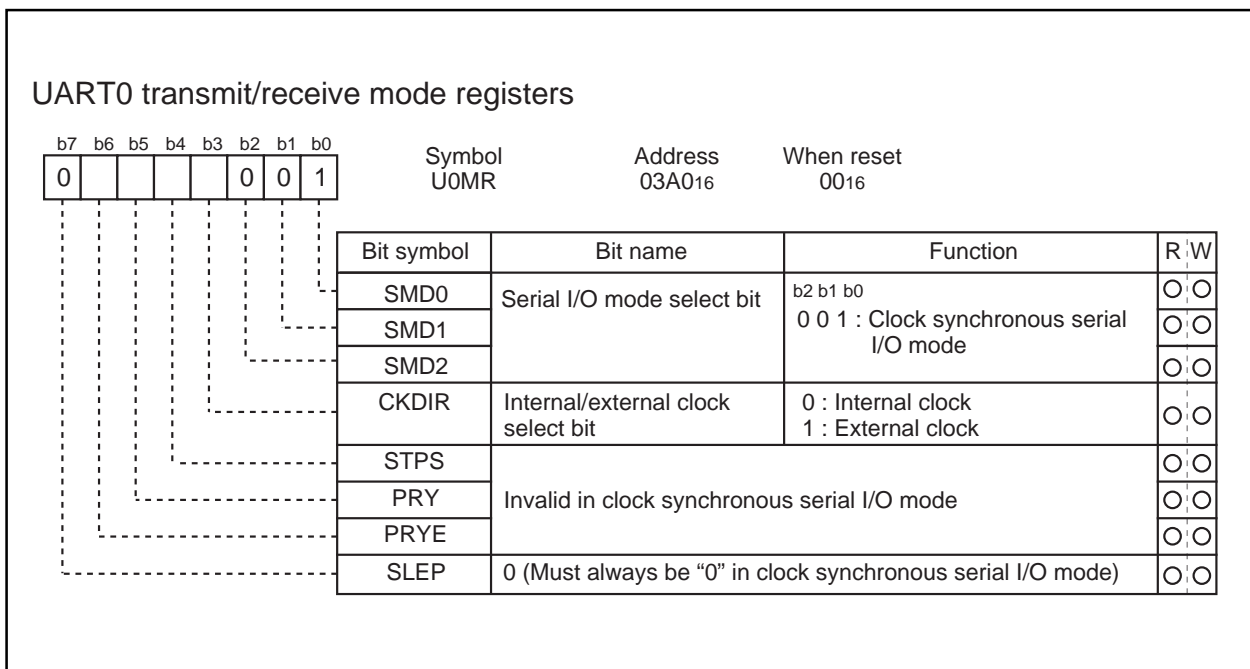 UART0 transmit/receive mode registers
b7 b6 b5 b4 b3 b2 b1 b0
0 0 0 1
Symbol Address When reset
U0MR 03A016 0016
Bit symbol Bit name Function R W
SMD0 Serial I/O mode select bit b2 b1 b0
SMD1 0 0 1 : Clock synchronous serial
I/O mode
SMD2
CKDIR Internal/external clock 0 : Internal clock
select bit 1 : External clock
STPS
PRY Invalid in clock synchronous serial I/O mode
PRYE
SLEP 0 (Must always be “0” in clock synchronous serial I/O mode)